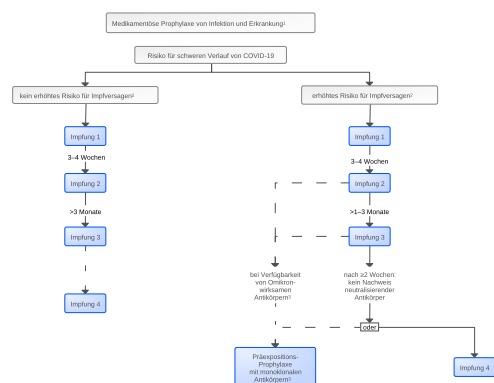 Medikamentöse Prophylaxe von Infektion und Erkrankung¹
Risiko für schweren Verlauf von COVID-19
kein erhöhtes Risiko für Impfversagen²
erhöhtes Risiko für Impfversagen²
Impfung 1
Impfung 1
3–4 Wochen
3–4 Wochen
Impfung 2
Impfung 2
>3 Monate
>1–3 Monate
Impfung 3
Impfung 3
bei Verfügbarkeit
von Omikron-
wirksamen
Antikörpern³
nach ≥2 Wochen:
kein Nachweis
neutralisierender
Antikörper
Impfung 4
oder
Präexpositions-
Prophylaxe
mit monoklonalen
Antikörpern³
Impfung 4